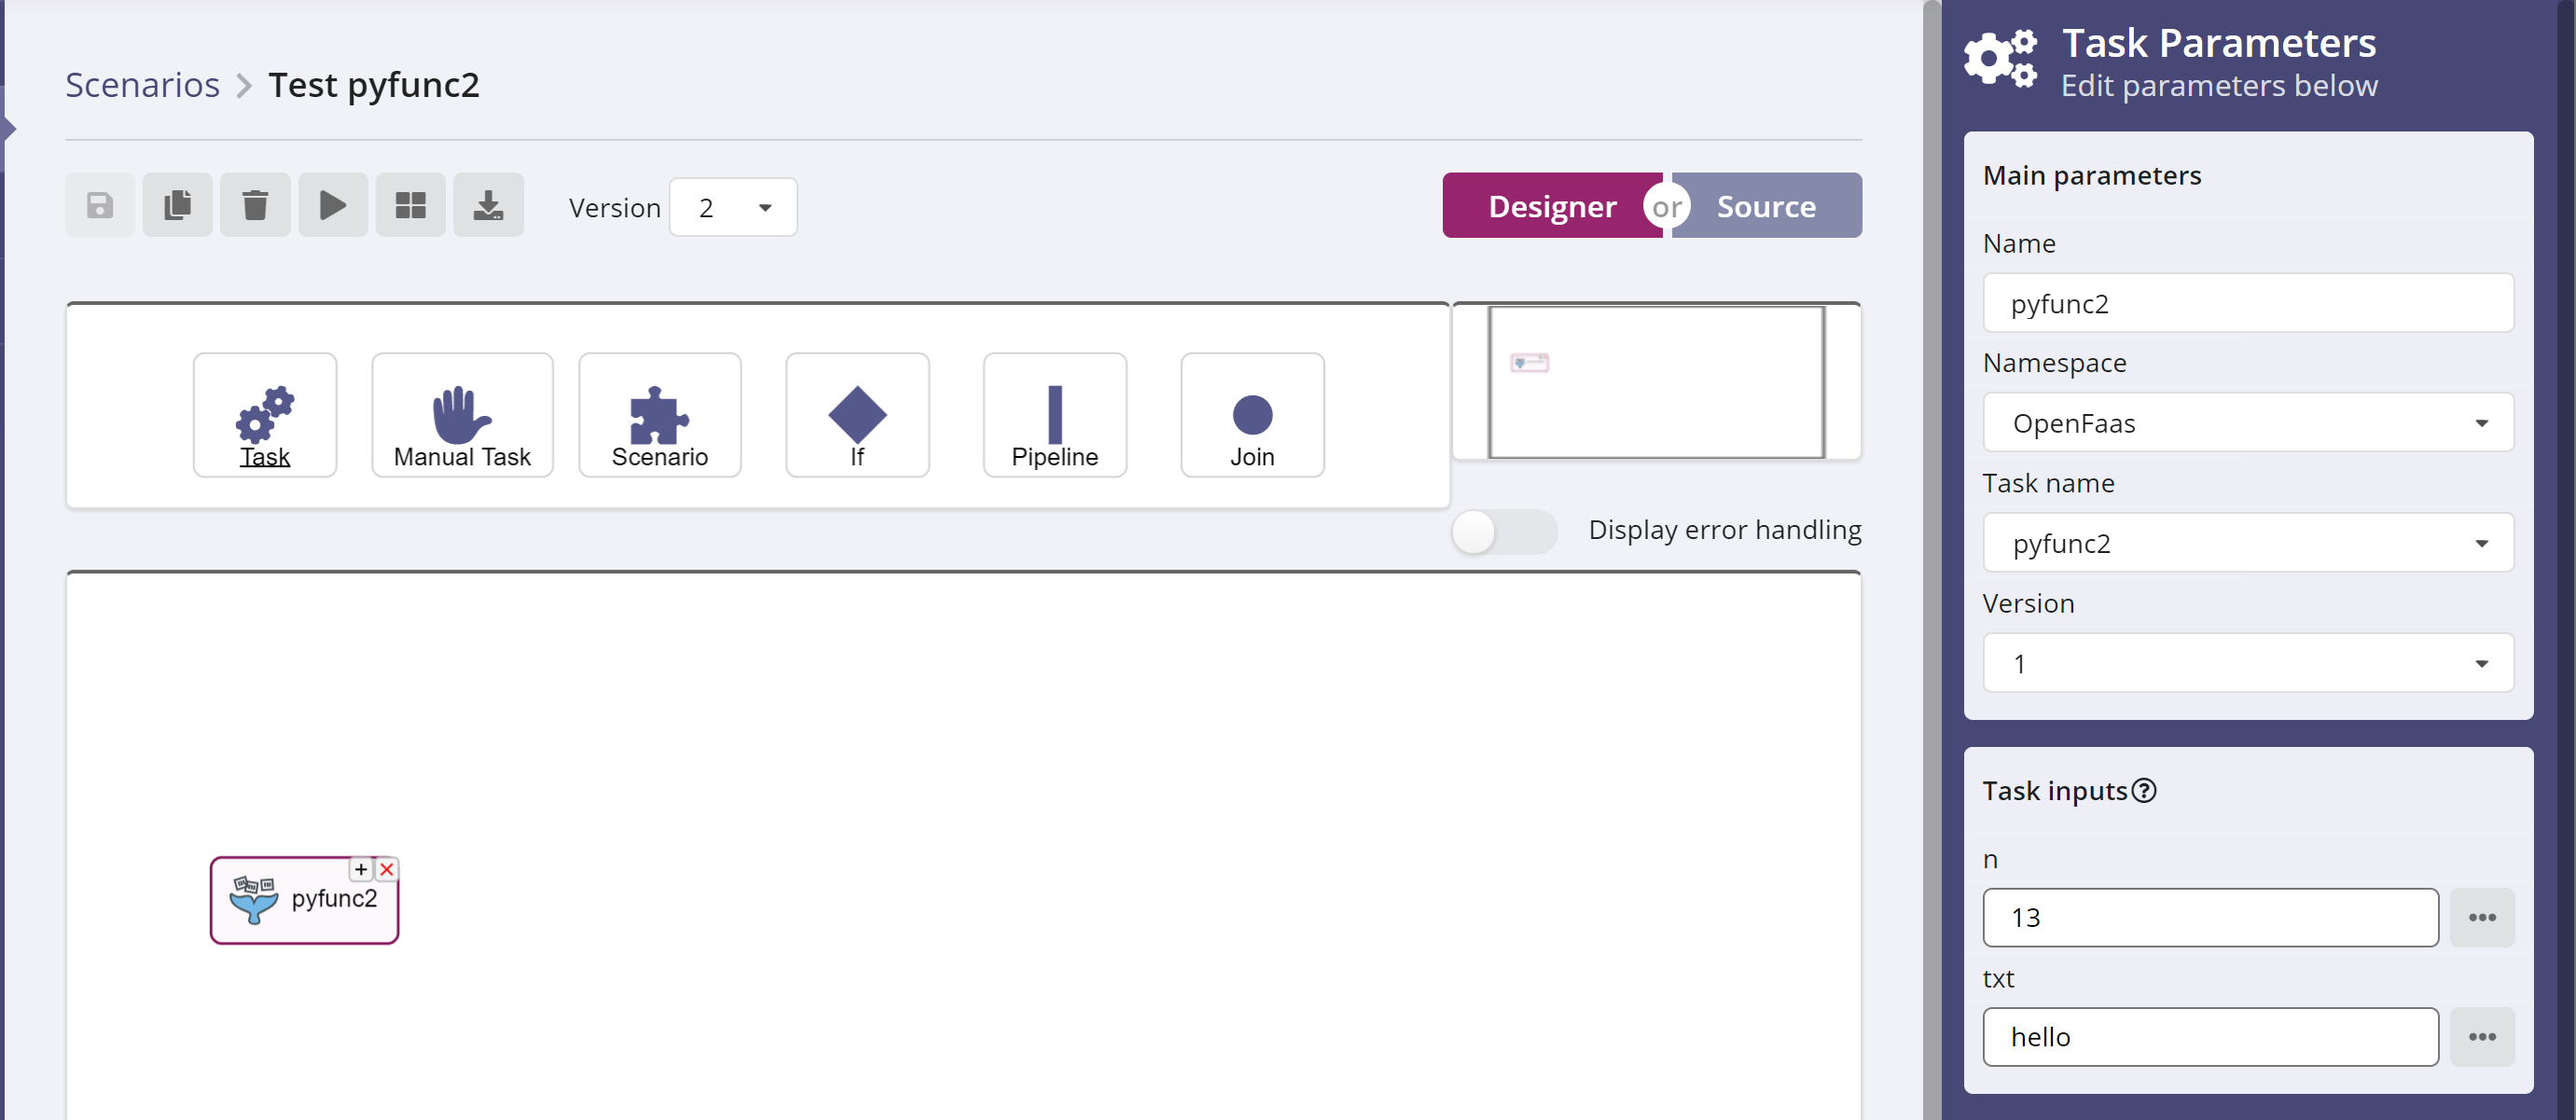 Scenarios > Test pyfunc2
Version 2
Designer or Source
Task
Manual Task
Scenario
If
Pipeline
Join
Display error handling
pyfunc2
Task Parameters
Edit parameters below
Main parameters
Name
pyfunc2
Namespace
OpenFaas
Task name
pyfunc2
Version
1
Task inputs
n
13
txt
hello